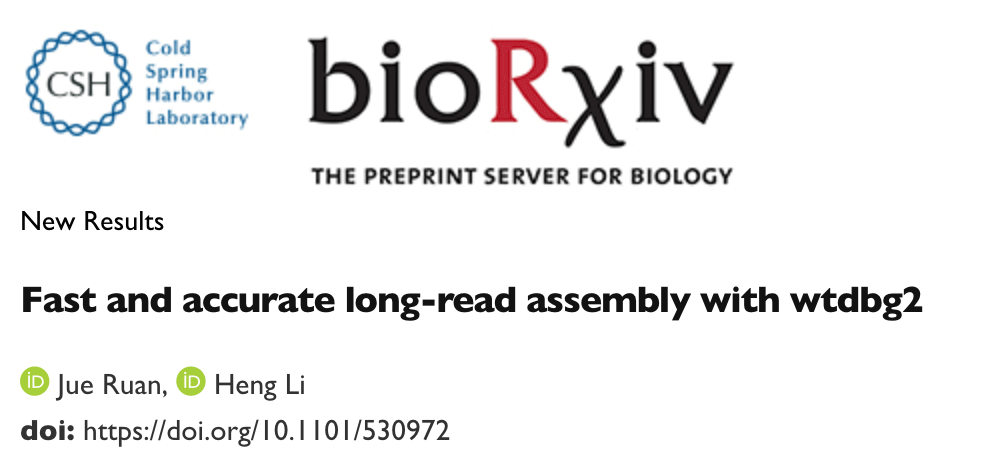 CSH
Cold
Spring
Harbor
Laboratory
bioRχiv
THE PREPRINT SERVER FOR BIOLOGY
New Results
Fast and accurate long-read assembly with wtdbg2
iD Jue Ruan, iD Heng Li
doi: https://doi.org/10.1101/530972